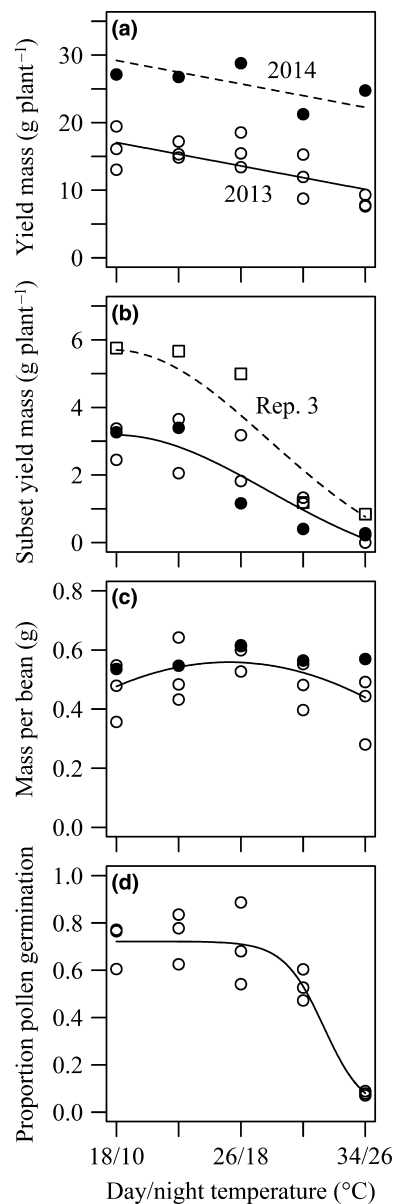 (a)
Yield mass (g plant⁻¹)
30
20
10
0
2014
2013
(b)
Subset yield mass (g plant⁻¹)
6
4
2
0
Rep. 3
(c)
Mass per bean (g)
0.8
0.6
0.4
0.2
0.0
(d)
Proportion pollen germination
1.0
0.8
0.6
0.4
0.2
0.0
18/10 26/18 34/26
Day/night temperature (°C)